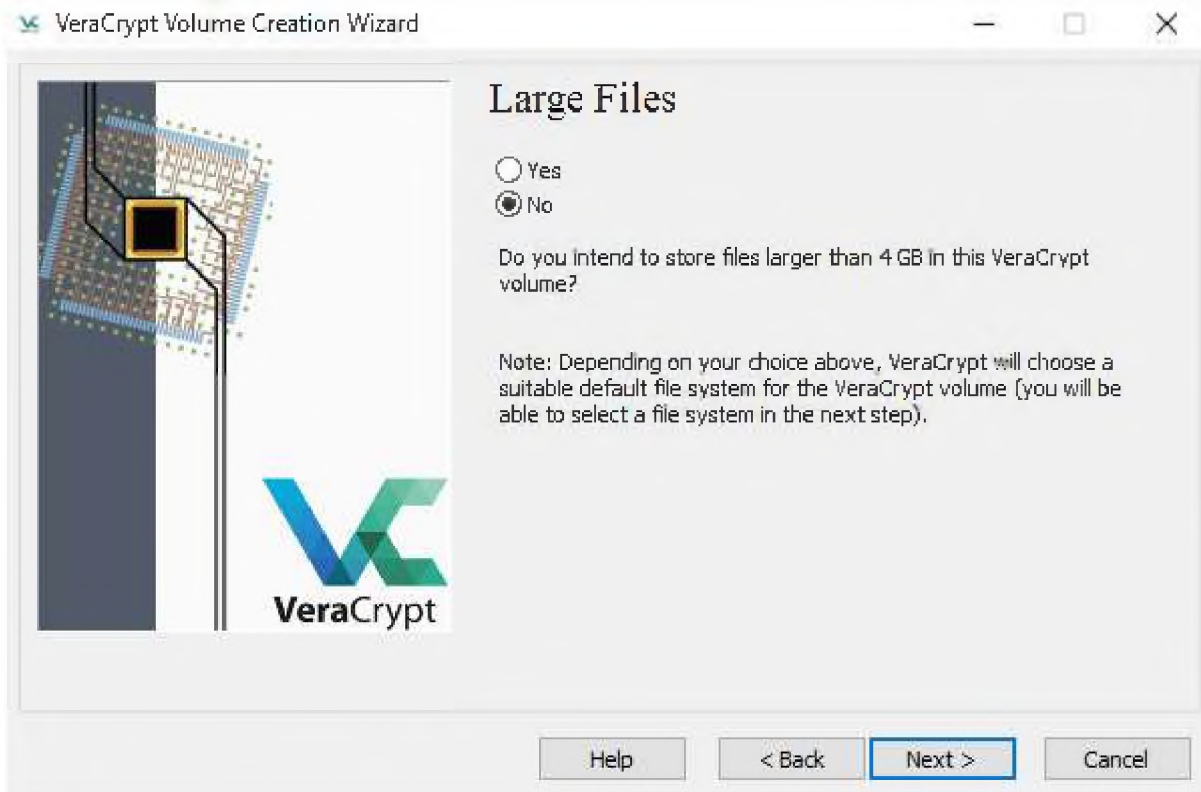 VeraCrypt Volume Creation Wizard
Large Files
Yes
No
Do you intend to store files larger than 4 GB in this VeraCrypt
volume?
Note: Depending on your choice above, VeraCrypt will choose a
suitable default file system for the VeraCrypt volume (you will be
able to select a file system in the next step).
VeraCrypt
Help
< Back
Next >
Cancel